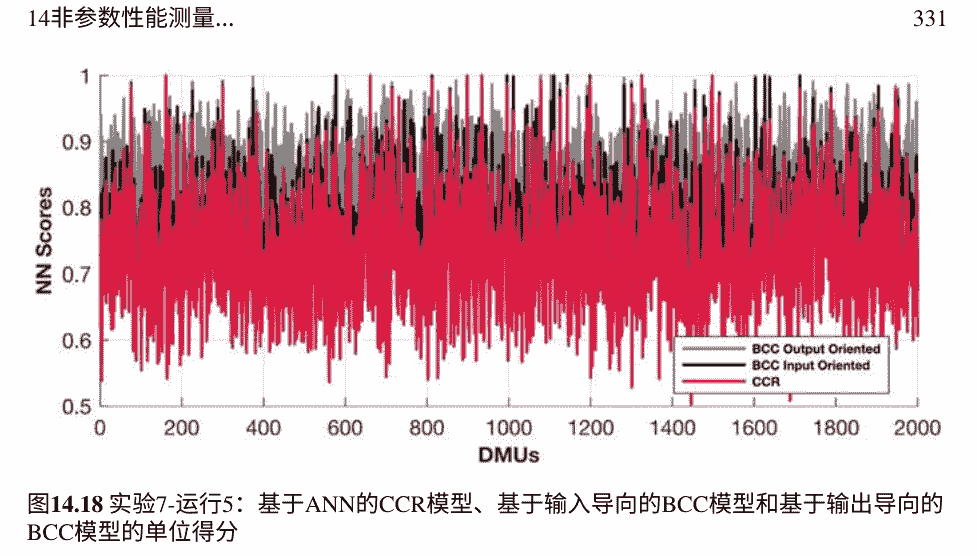 14非参数性能测量...
331
1
0.9
0.8
0.7
0.6
0.5
NN Scores
0 200 400 600 800 1000 1200 1400 1600 1800 2000
DMUs
BCC Output Oriented
BCC Input Oriented
CCR
图14.18 实验7-运行5：基于ANN的CCR模型、基于输入导向的BCC模型和基于输出导向的
BCC模型的单位得分